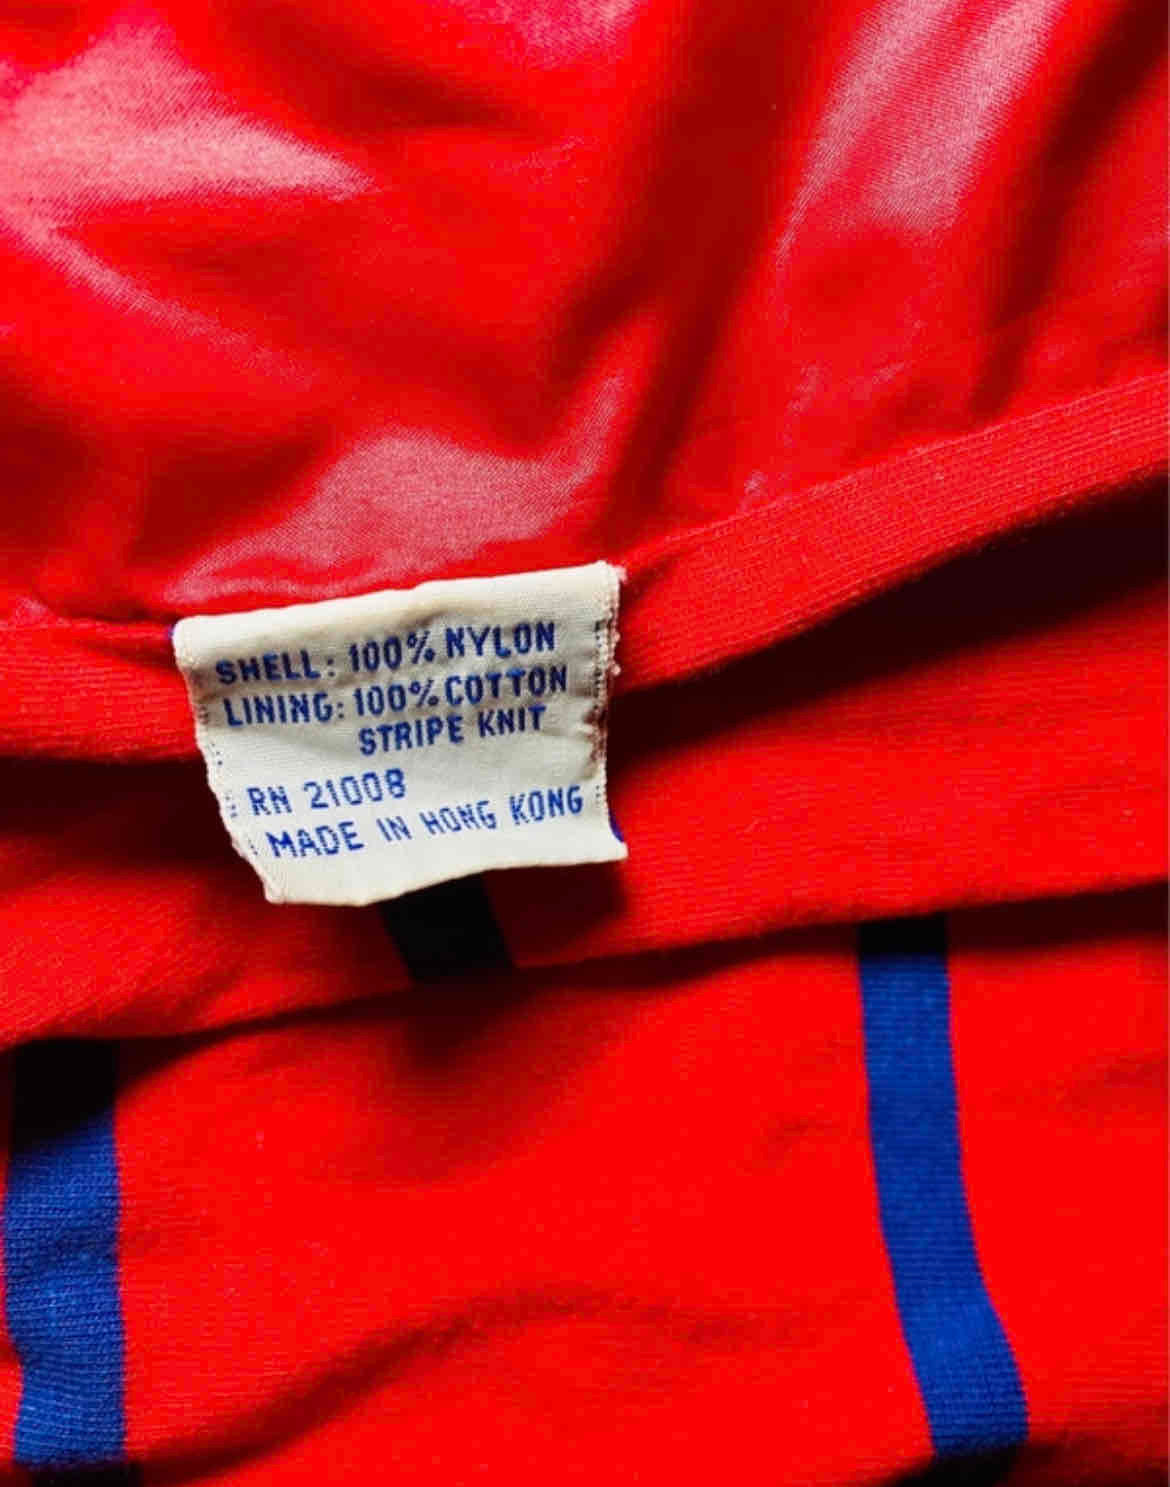 SHELL: 100% NYLON
LINING: 100% COTTON
STRIPE KNIT
RN 21008
MADE IN HONG KONG